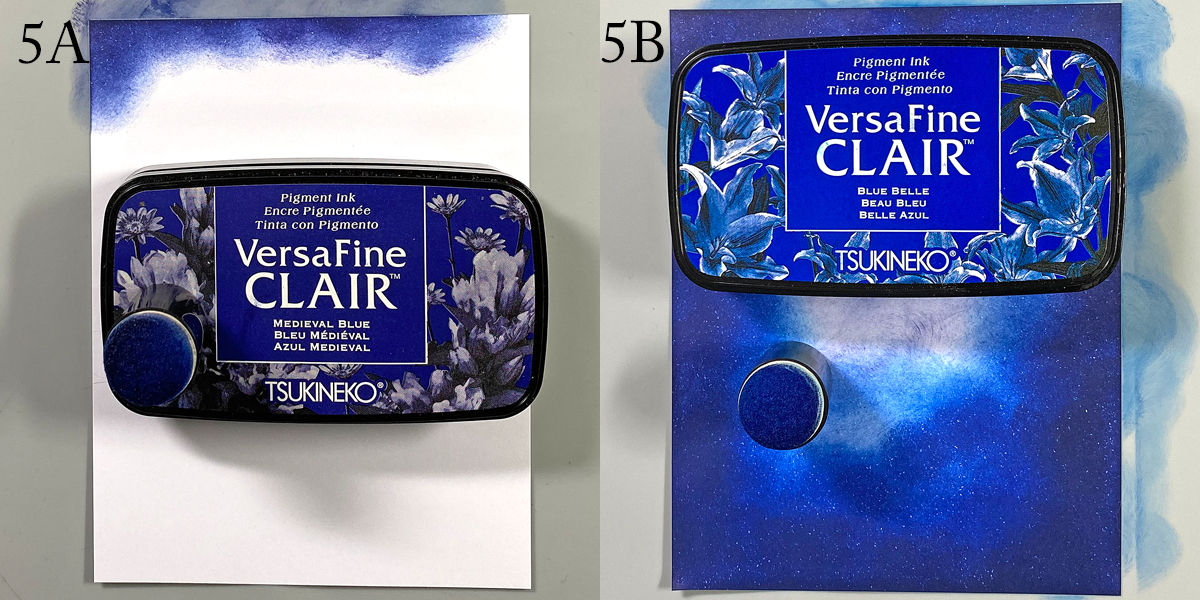 5A
Pigment Ink
Encre Pigmentée
Tinta con Pigmento
VersaFine
CLAIR™
MEDIEVAL BLUE
BLEU MÉDIÉVAL
AZUL MEDIEVAL
TSUKINEKO®
5B
Pigment Ink
Encre Pigmentée
Tinta con Pigmento
VersaFine
CLAIR™
BLUE BELLE
BEAU BLEU
BELLE AZUL
TSUKINEKO®